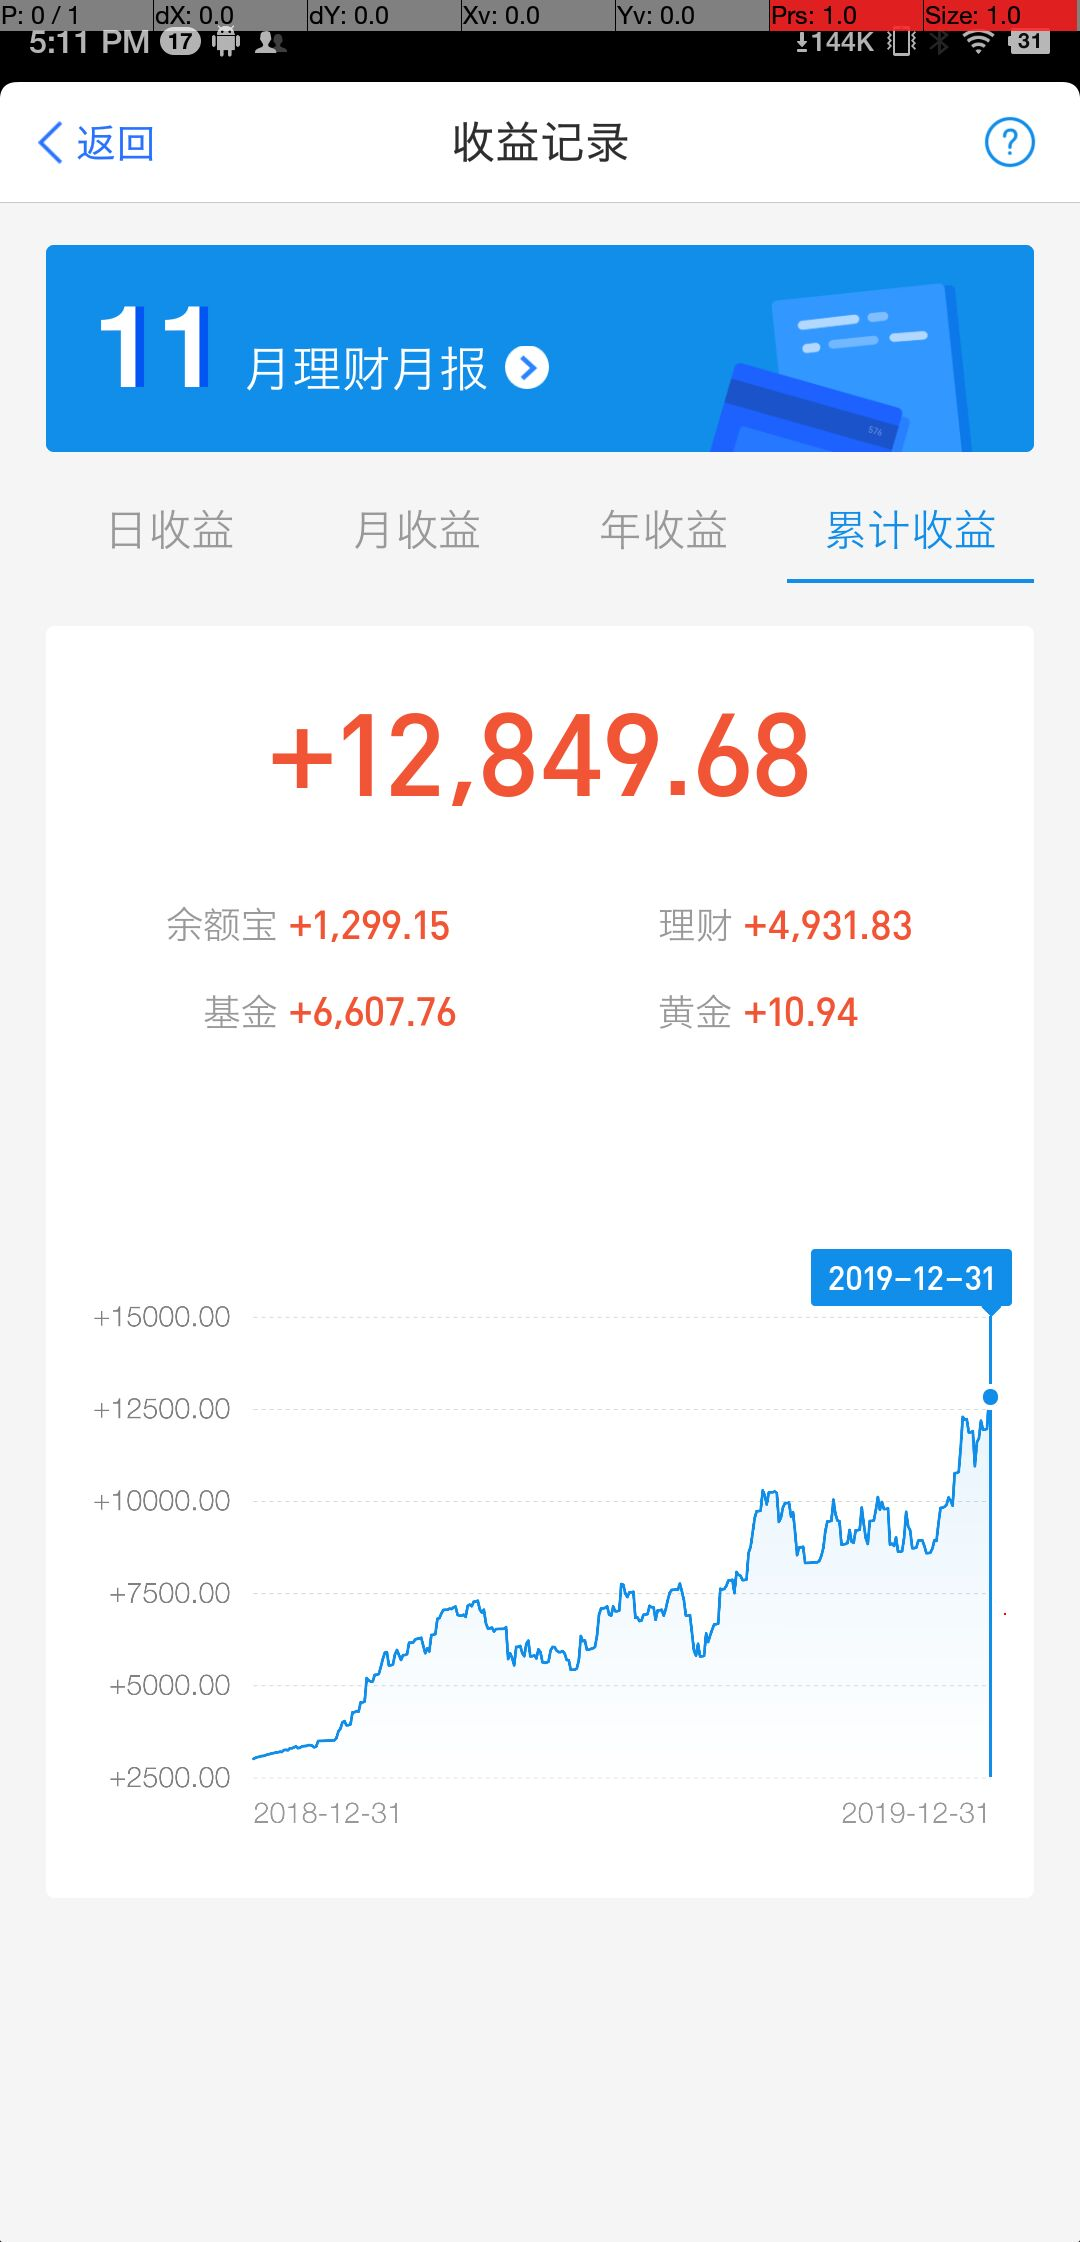 P: 0 / 1 dX: 0.0 dY: 0.0 Xv: 0.0 Yv: 0.0 Prs: 1.0 Size: 1.0
5:11 PM 17 144K 31
返回 收益记录 ?
11 月理财月报
576
日收益 月收益 年收益 累计收益
+12,849.68
余额宝 +1,299.15 理财 +4,931.83
基金 +6,607.76 黄金 +10.94
2019-12-31
+15000.00
+12500.00
+10000.00
+7500.00
+5000.00
+2500.00
2018-12-31 2019-12-31